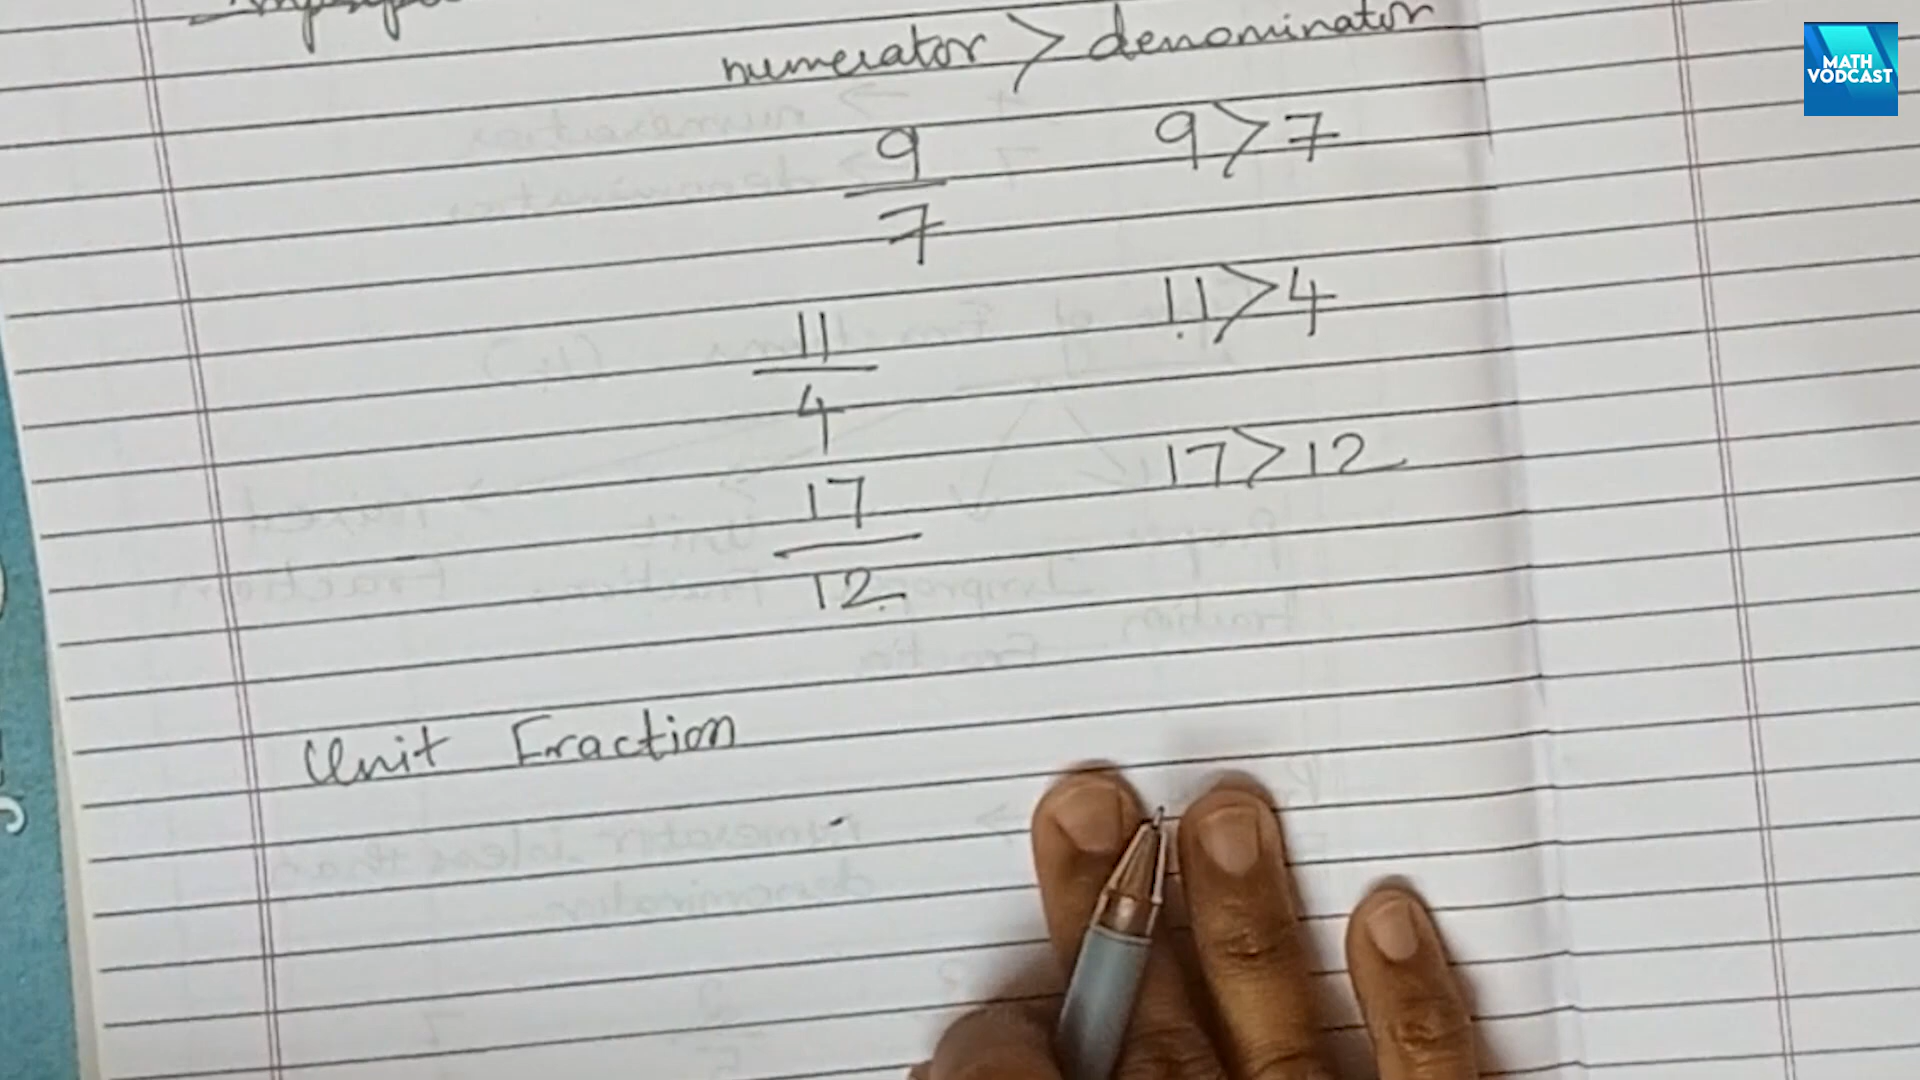 numerator > denominator
9/7 9>7
11/4 11>4
17/12 17>12
Unit Fraction
MATH
VODCAST